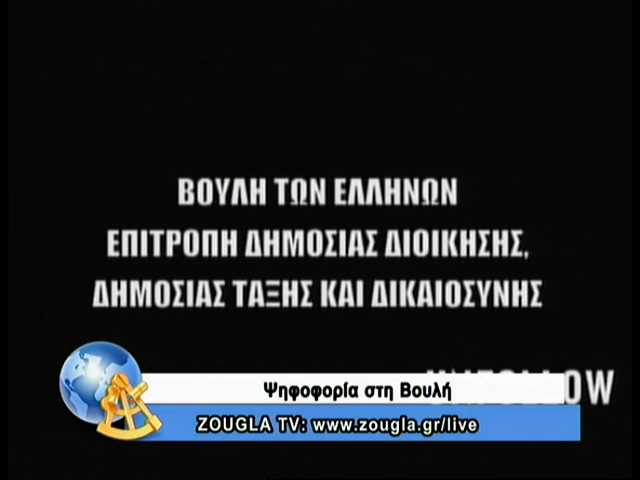 ΒΟΥΛΗ ΤΩΝ ΕΛΛΗΝΩΝ
ΕΠΙΤΡΟΠΗ ΔΗΜΟΣΙΑΣ ΔΙΟΙΚΗΣΗΣ,
ΔΗΜΟΣΙΑΣ ΤΑΞΗΣ ΚΑΙ ΔΙΚΑΙΟΣΥΝΗΣ
Ψηφοφορία στη Βουλή
ZOUGLA TV: www.zougla.gr/live